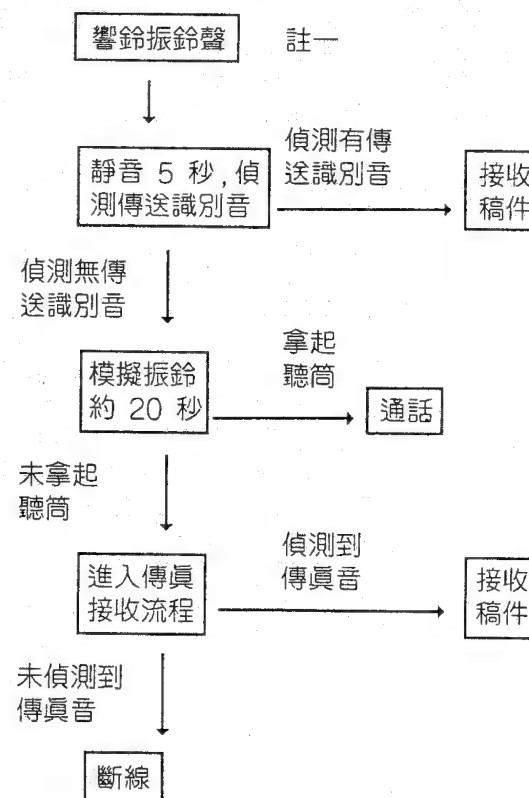 響鈴振鈴聲 註一
偵測有傳
送識別音
靜音 5 秒,偵
測傳送識別音
接收
稿件
偵測無傳
送識別音
模擬振鈴
約 20 秒
拿起
聽筒
通話
未拿起
聽筒
進入傳眞
接收流程
偵測到
傳眞音
接收
稿件
未偵測到
傳眞音
斷線